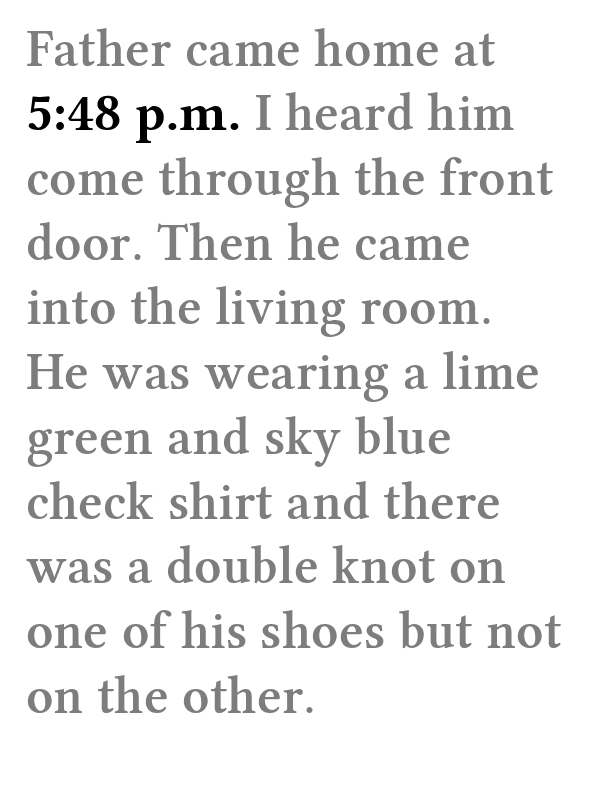 Father came home at
5:48 p.m. I heard him
come through the front
door. Then he came
into the living room.
He was wearing a lime
green and sky blue
check shirt and there
was a double knot on
one of his shoes but not
on the other.